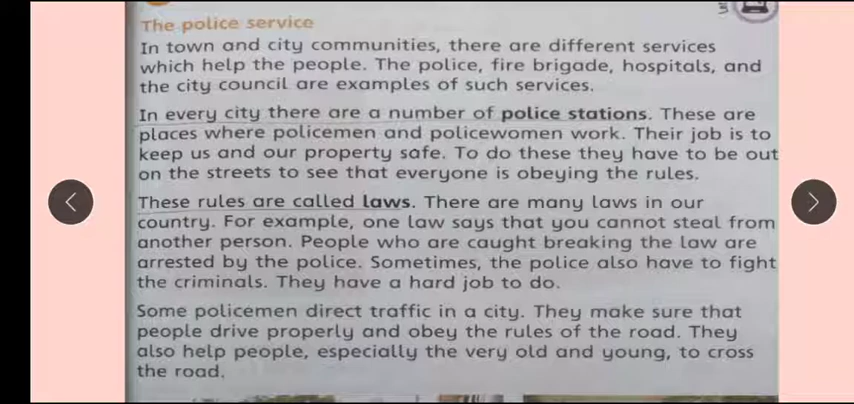 The police service
In town and city communities, there are different services
which help the people. The police, fire brigade, hospitals, and
the city council are examples of such services.
In every city there are a number of police stations. These are
places where policemen and policewomen work. Their job is to
keep us and our property safe. To do these they have to be out
on the streets to see that everyone is obeying the rules.
These rules are called laws. There are many laws in our
country. For example, one law says that you cannot steal from
another person. People who are caught breaking the law are
arrested by the police. Sometimes, the police also have to fight
the criminals. They have a hard job to do.
Some policemen direct traffic in a city. They make sure that
people drive properly and obey the rules of the road. They
also help people, especially the very old and young, to cross
the road.